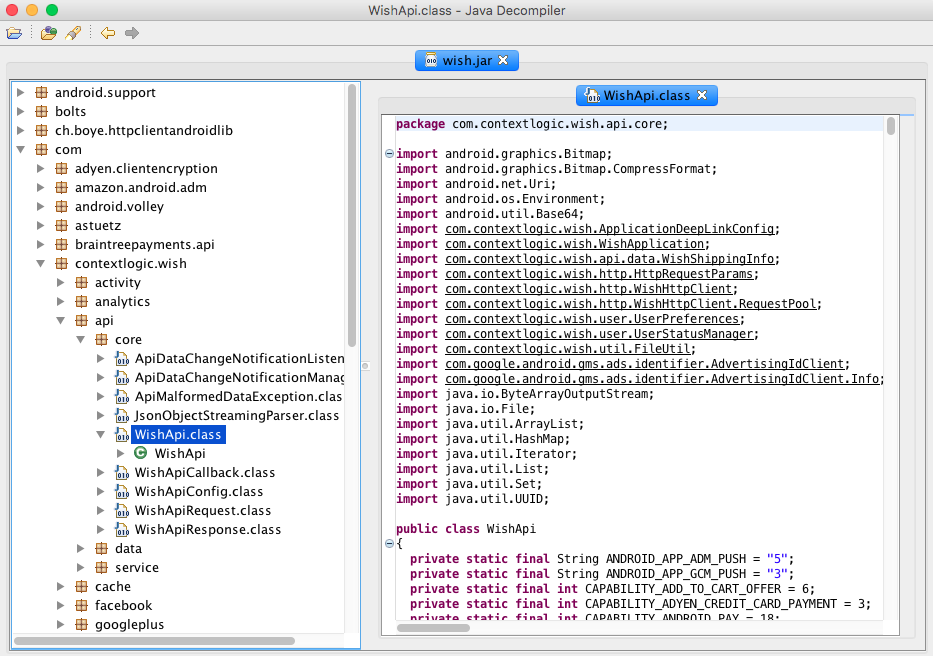 WishApi.class - Java Decompiler
wish.jar
android.support
bolts
ch.boye.httpclientandroidlib
com
adyen.clientencryption
amazon.android.adm
android.volley
astuetz
braintreepayments.api
contextlogic.wish
activity
analytics
api
core
ApiDataChangeNotificationListen
ApiDataChangeNotificationManag
ApiMalformedDataException.clas
JsonObjectStreamingParser.class
WishApi.class
WishApi
WishApiCallback.class
WishApiConfig.class
WishApiRequest.class
WishApiResponse.class
data
service
cache
facebook
googleplus
WishApi.class
package com.contextlogic.wish.api.core;
import android.graphics.Bitmap;
import android.graphics.Bitmap.CompressFormat;
import android.net.Uri;
import android.os.Environment;
import android.util.Base64;
import com.contextlogic.wish.ApplicationDeepLinkConfig;
import com.contextlogic.wish.WishApplication;
import com.contextlogic.wish.api.data.WishShippingInfo;
import com.contextlogic.wish.http.HttpRequestParams;
import com.contextlogic.wish.http.WishHttpClient;
import com.contextlogic.wish.http.WishHttpClient.RequestPool;
import com.contextlogic.wish.user.UserPreferences;
import com.contextlogic.wish.user.UserStatusManager;
import com.contextlogic.wish.util.FileUtil;
import com.google.android.gms.ads.identifier.AdvertisingIdClient;
import com.google.android.gms.ads.identifier.AdvertisingIdClient.Info;
import java.io.ByteArrayOutputStream;
import java.io.File;
import java.util.ArrayList;
import java.util.HashMap;
import java.util.Iterator;
import java.util.List;
import java.util.Set;
import java.util.UUID;
public class WishApi
{
private static final String ANDROID_APP_ADM_PUSH = "5";
private static final String ANDROID_APP_GCM_PUSH = "3";
private static final int CAPABILITY_ADD_TO_CART_OFFER = 6;
private static final int CAPABILITY_ADYEN_CREDIT_CARD_PAYMENT = 3;
private static final int CAPABILITY_ANDROID_PAY = 18;